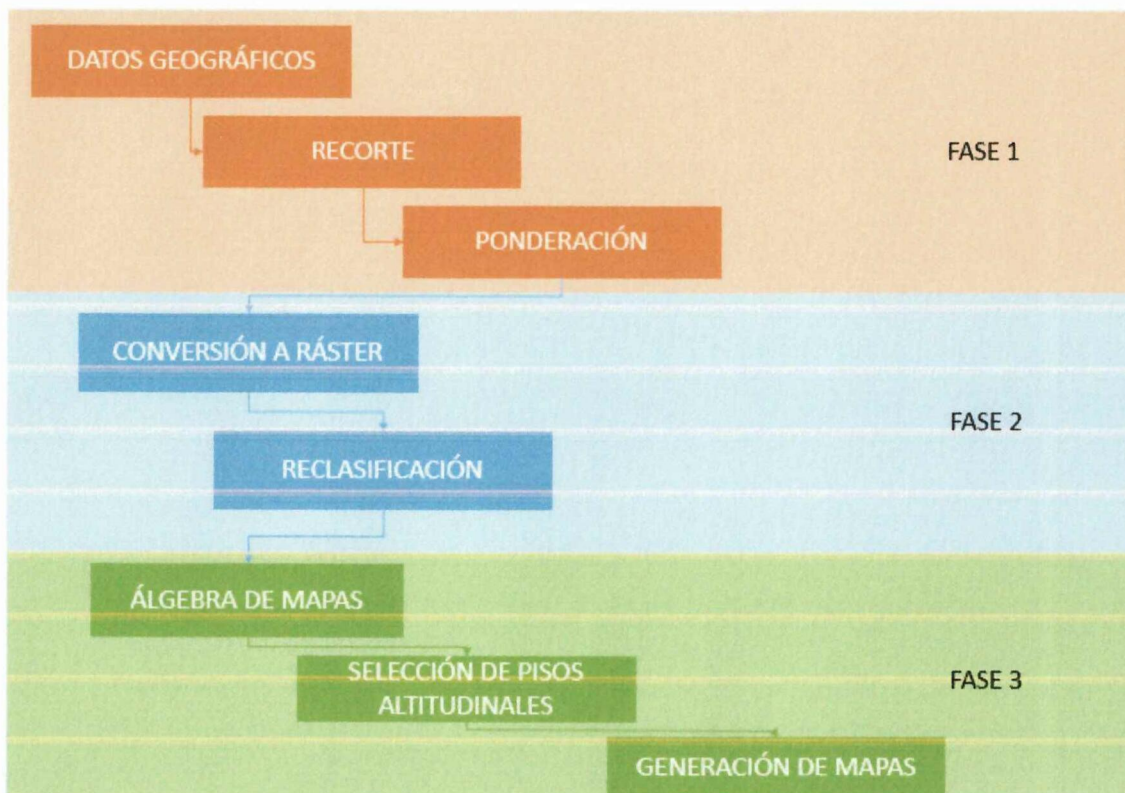 DATOS GEOGRÁFICOS
RECORTE
FASE 1
PONDERACIÓN
CONVERSIÓN A RÁSTER
FASE 2
RECLASIFICACIÓN
ÁLGEBRA DE MAPAS
SELECCIÓN DE PISOS
ALTITUDINALES
FASE 3
GENERACIÓN DE MAPAS